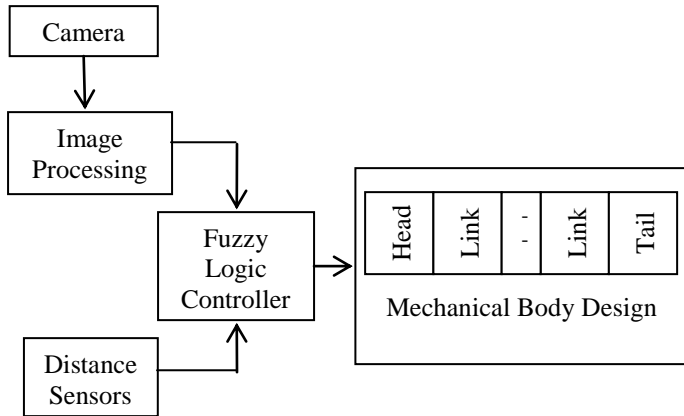 Camera
Image
Processing
Fuzzy
Logic
Controller
Distance
Sensors
Head
Link
- -
Link
Tail
Mechanical Body Design